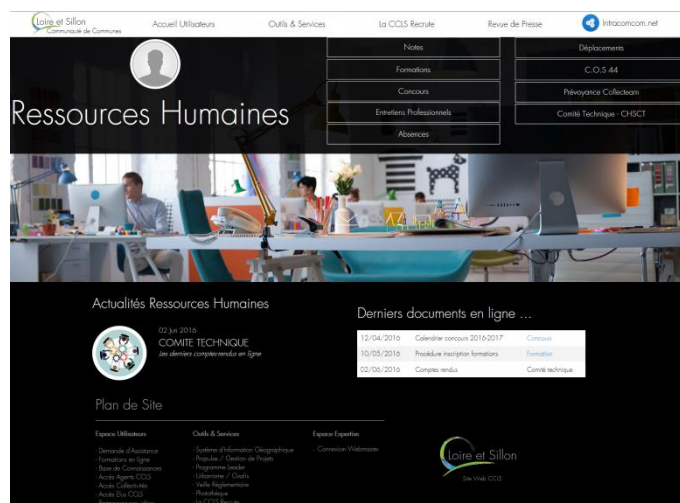 Loire et Sillon
Communauté de Communes
Accueil Utilisateurs
Outils & Services
La CCLS Recrute
Revue de Presse
Intracomcom.net
Ressources Humaines
Notes
Formations
Concours
Entretiens Professionnels
Absences
Déplacements
C.O.S 44
Prévoyance Collecteam
Comité Technique - CHSCT
Actualités Ressources Humaines
02 Jun 2016
COMITE TECHNIQUE
Les derniers comptes-rendus en ligne
Derniers documents en ligne ...
12/04/2016 Calendrier concours 2016-2017 Concours
10/05/2016 Procédure inscription formations Formation
02/06/2016 Comptes rendus Comité technique
Plan de Site
Espace Utilisateurs
- Demande d'Assistance
- Formations en ligne
- Base de Connaissances
- Accès Agents CCLS
- Accès Collectivités
- Accès Elus CCLS
Outils & Services
- Système d'Information Géographique
- Propulse / Gestion de Projets
- Programme Leader
- Urbanisme / Oxalis
- Veille Réglementaire
- Photothèque
- La CCLS Recrute
Espace Expertise
- Connexion Webmaster
Loire et Sillon
Site Web CCLS